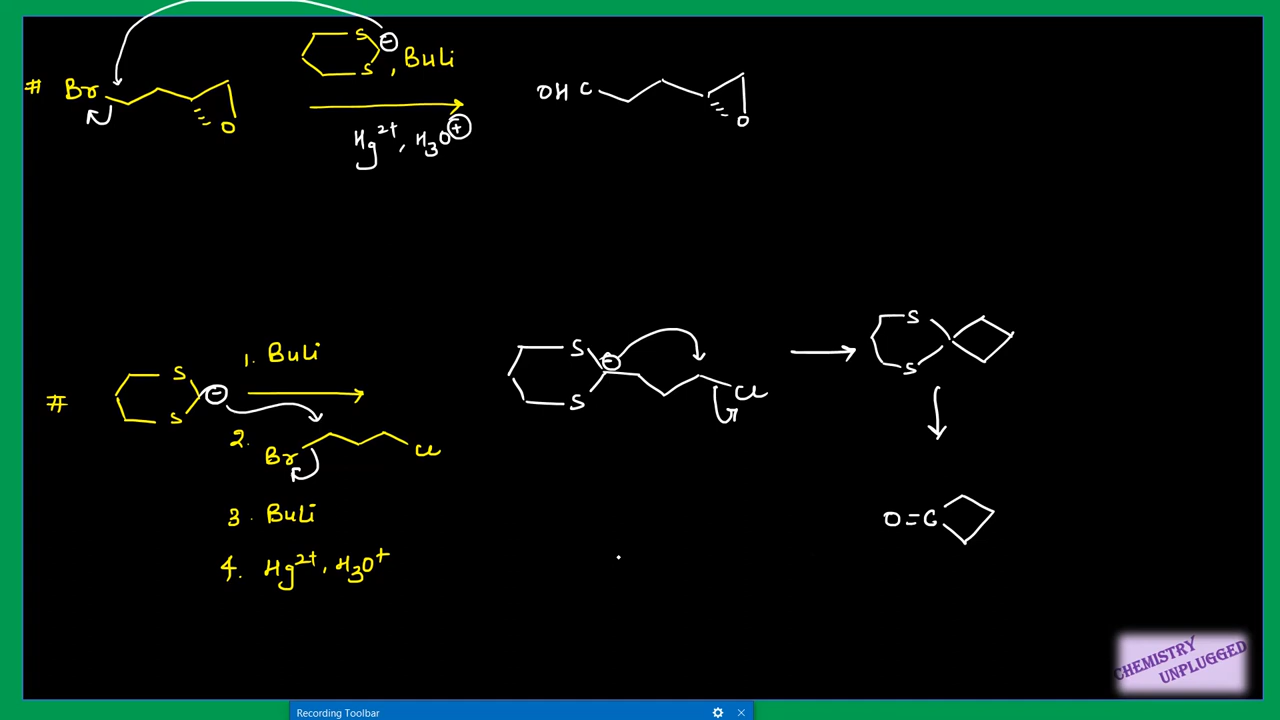 # Br O
S S ⊖ , BuLi
Hg2+, H3O⊕
OHC O
# S S ⊖
1. BuLi
2. Br Cl
3. BuLi
4. Hg2+, H3O+
S S ⊖ Cl
S S
O=C
CHEMISTRY
UNPLUGGED
Recording Toolbar